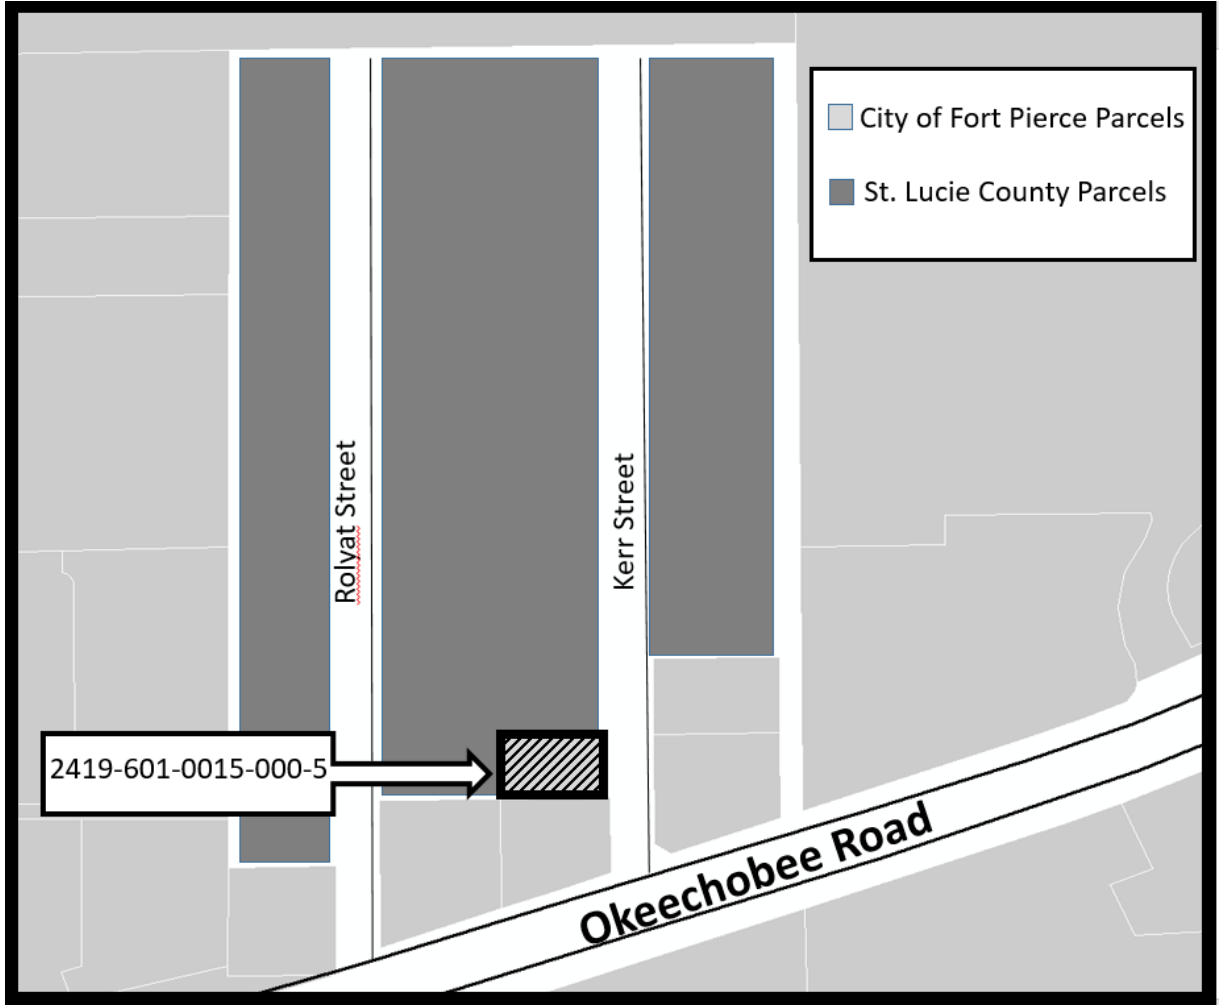 City of Fort Pierce Parcels
St. Lucie County Parcels
Rolyat Street
Kerr Street
2419-601-0015-000-5
Okeechobee Road